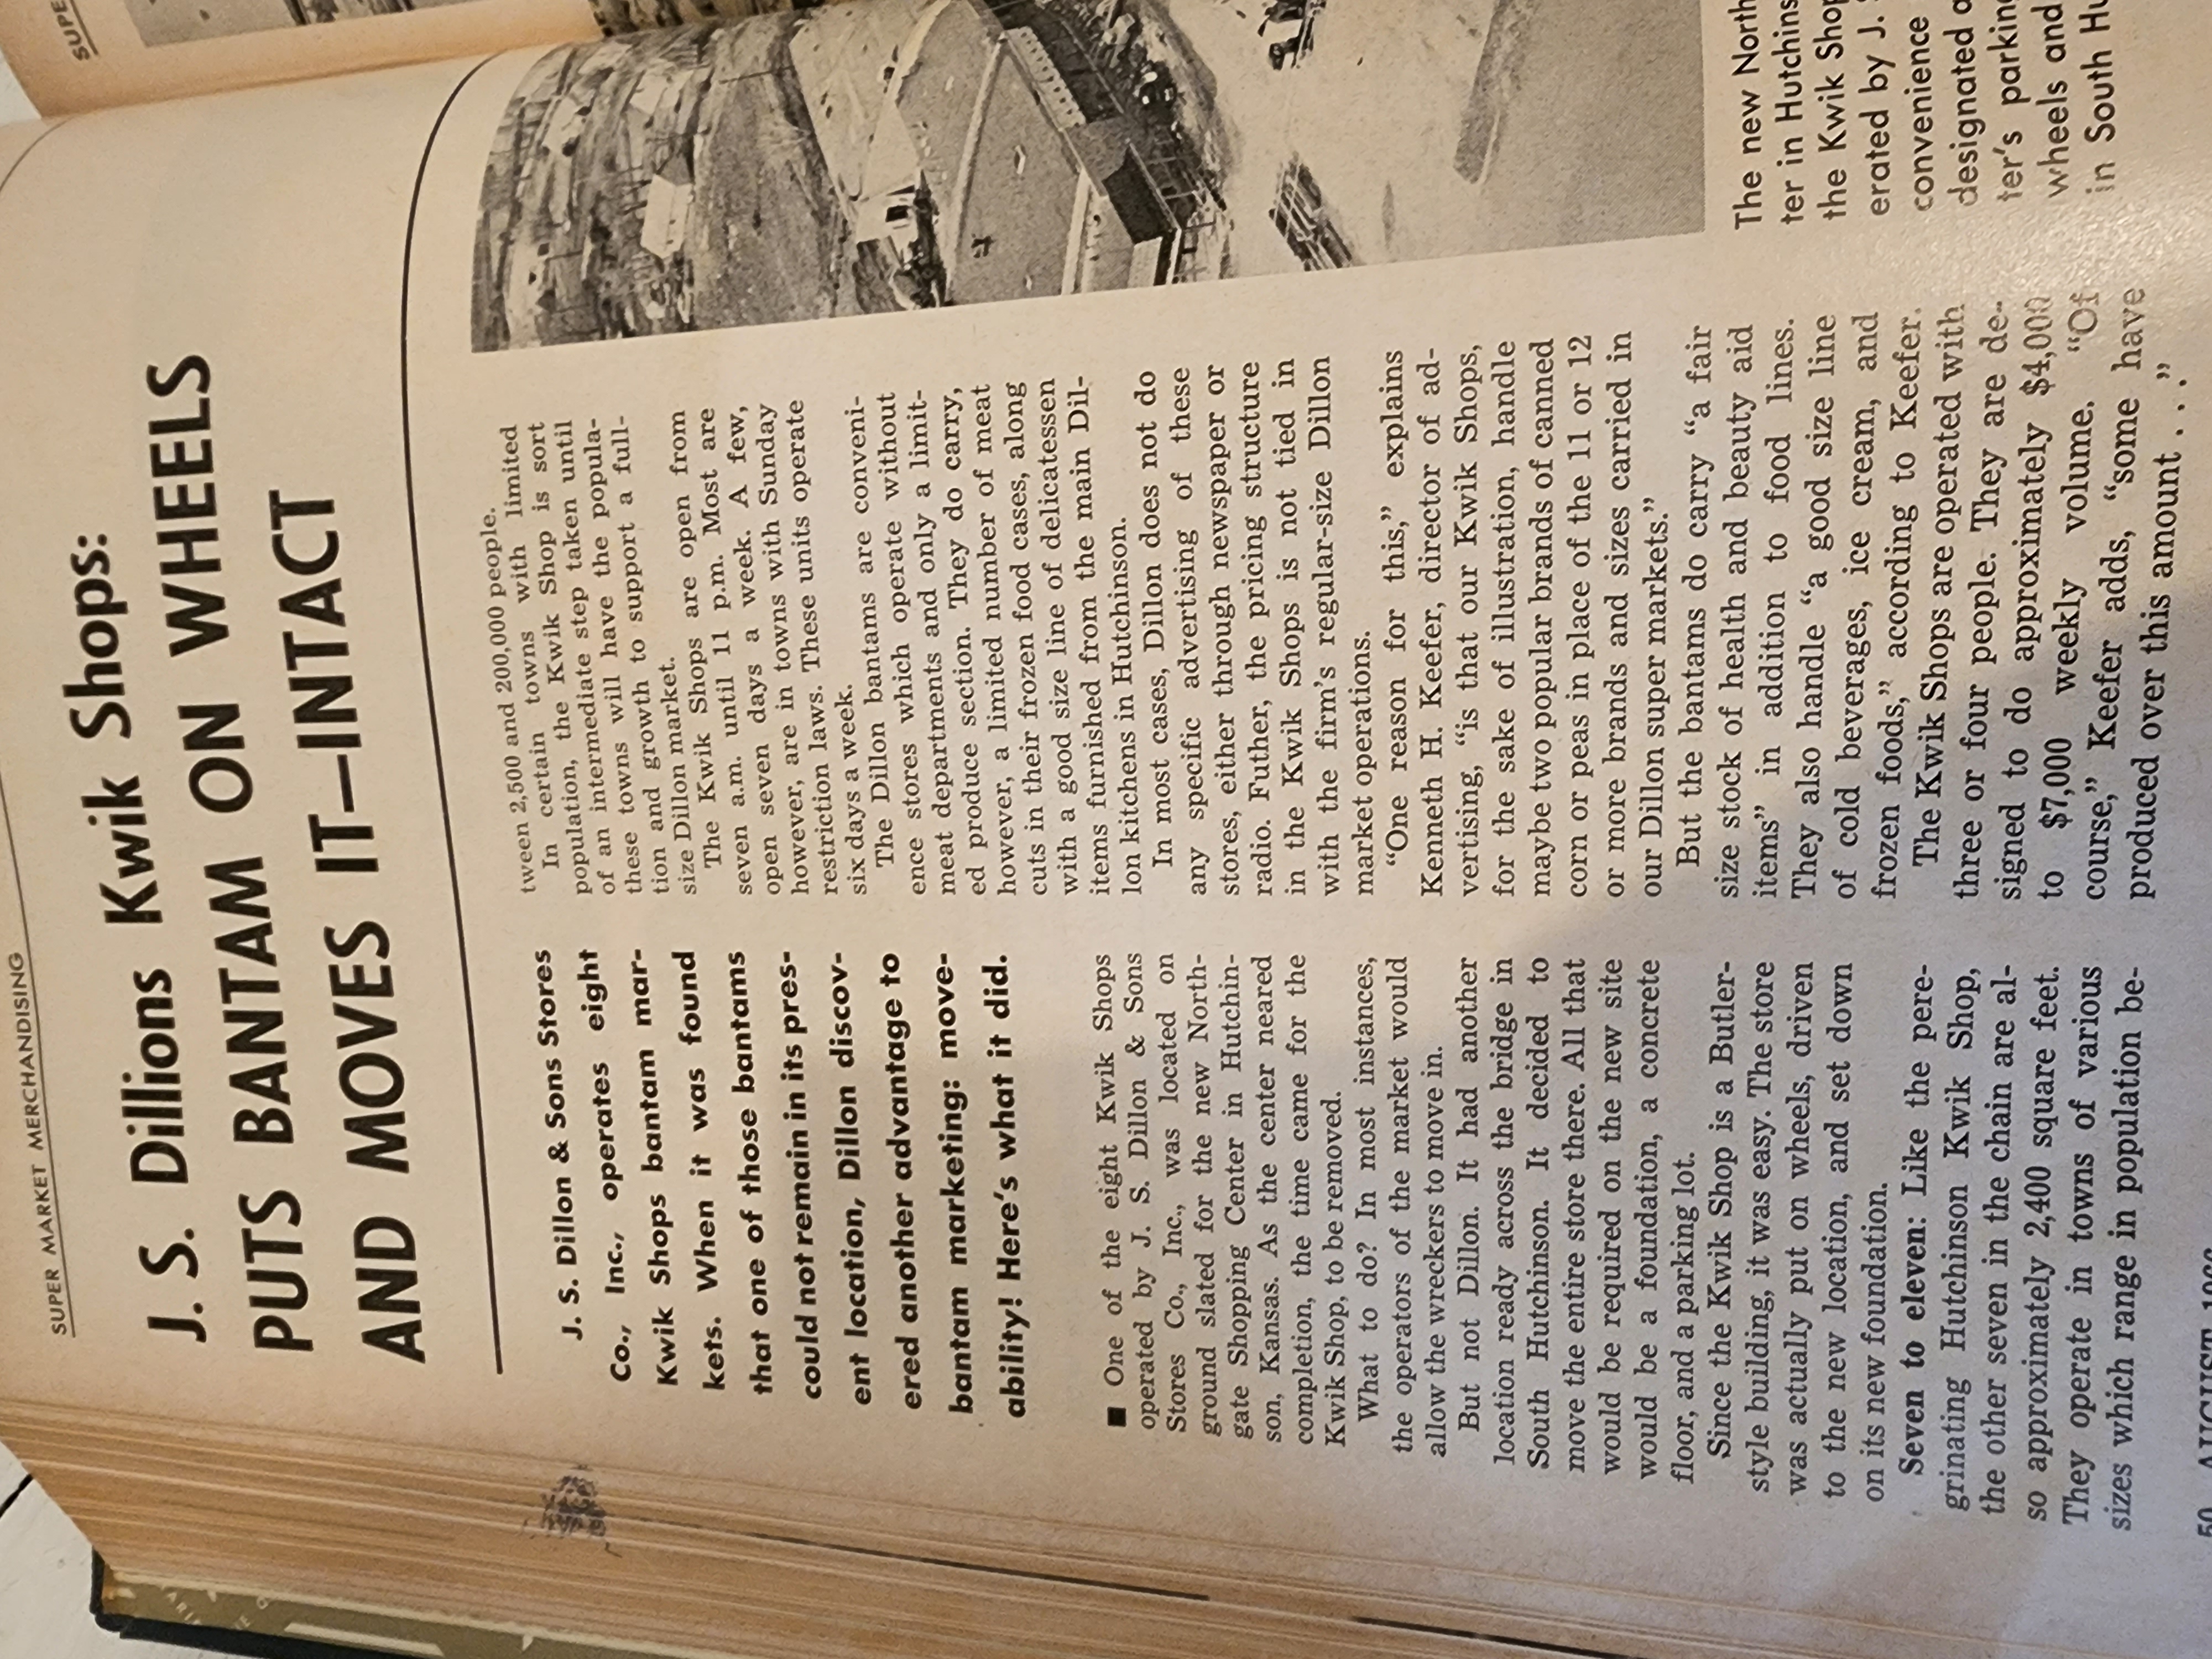 SUPER MARKET MERCHANDISING
J. S. Dillions Kwik Shops:
PUTS BANTAM ON WHEELS
AND MOVES IT—INTACT
J. S. Dillon & Sons Stores
Co., Inc., operates eight
Kwik Shops bantam mar-
kets. When it was found
that one of those bantams
could not remain in its pres-
ent location, Dillon discov-
ered another advantage to
bantam marketing: move-
ability! Here's what it did.
■ One of the eight Kwik Shops
operated by J. S. Dillon & Sons
Stores Co., Inc., was located on
ground slated for the new North-
gate Shopping Center in Hutchin-
son, Kansas. As the center neared
completion, the time came for the
Kwik Shop, to be removed.
What to do? In most instances,
the operators of the market would
allow the wreckers to move in.
But not Dillon. It had another
location ready across the bridge in
South Hutchinson. It decided to
move the entire store there. All that
would be required on the new site
would be a foundation, a concrete
floor, and a parking lot.
Since the Kwik Shop is a Butler-
style building, it was easy. The store
was actually put on wheels, driven
to the new location, and set down
on its new foundation.
Seven to eleven: Like the pere-
grinating Hutchinson Kwik Shop,
the other seven in the chain are al-
so approximately 2,400 square feet.
They operate in towns of various
sizes which range in population be-
tween 2,500 and 200,000 people.
In certain towns with limited
population, the Kwik Shop is sort
of an intermediate step taken until
these towns will have the popula-
tion and growth to support a full-
size Dillon market.
The Kwik Shops are open from
seven a.m. until 11 p.m. Most are
open seven days a week. A few,
however, are in towns with Sunday
restriction laws. These units operate
six days a week.
The Dillon bantams are conveni-
ence stores which operate without
meat departments and only a limit-
ed produce section. They do carry,
however, a limited number of meat
cuts in their frozen food cases, along
with a good size line of delicatessen
items furnished from the main Dil-
lon kitchens in Hutchinson.
In most cases, Dillon does not do
any specific advertising of these
stores, either through newspaper or
radio. Futher, the pricing structure
in the Kwik Shops is not tied in
with the firm's regular-size Dillon
market operations.
"One reason for this," explains
Kenneth H. Keefer, director of ad-
vertising, "is that our Kwik Shops,
for the sake of illustration, handle
maybe two popular brands of canned
corn or peas in place of the 11 or 12
or more brands and sizes carried in
our Dillon super markets."
But the bantams do carry "a fair
size stock of health and beauty aid
items" in addition to food lines.
They also handle "a good size line
of cold beverages, ice cream, and
frozen foods," according to Keefer.
The Kwik Shops are operated with
three or four people. They are de-
signed to do approximately $4,000
to $7,000 weekly volume. "Of
course," Keefer adds, "some have
produced over this amount . . ."
The new North
ter in Hutchins
the Kwik Shop
erated by J.
convenience
designated
ter's parking
wheels and
in South Hu
50 AUGUST
SUPE